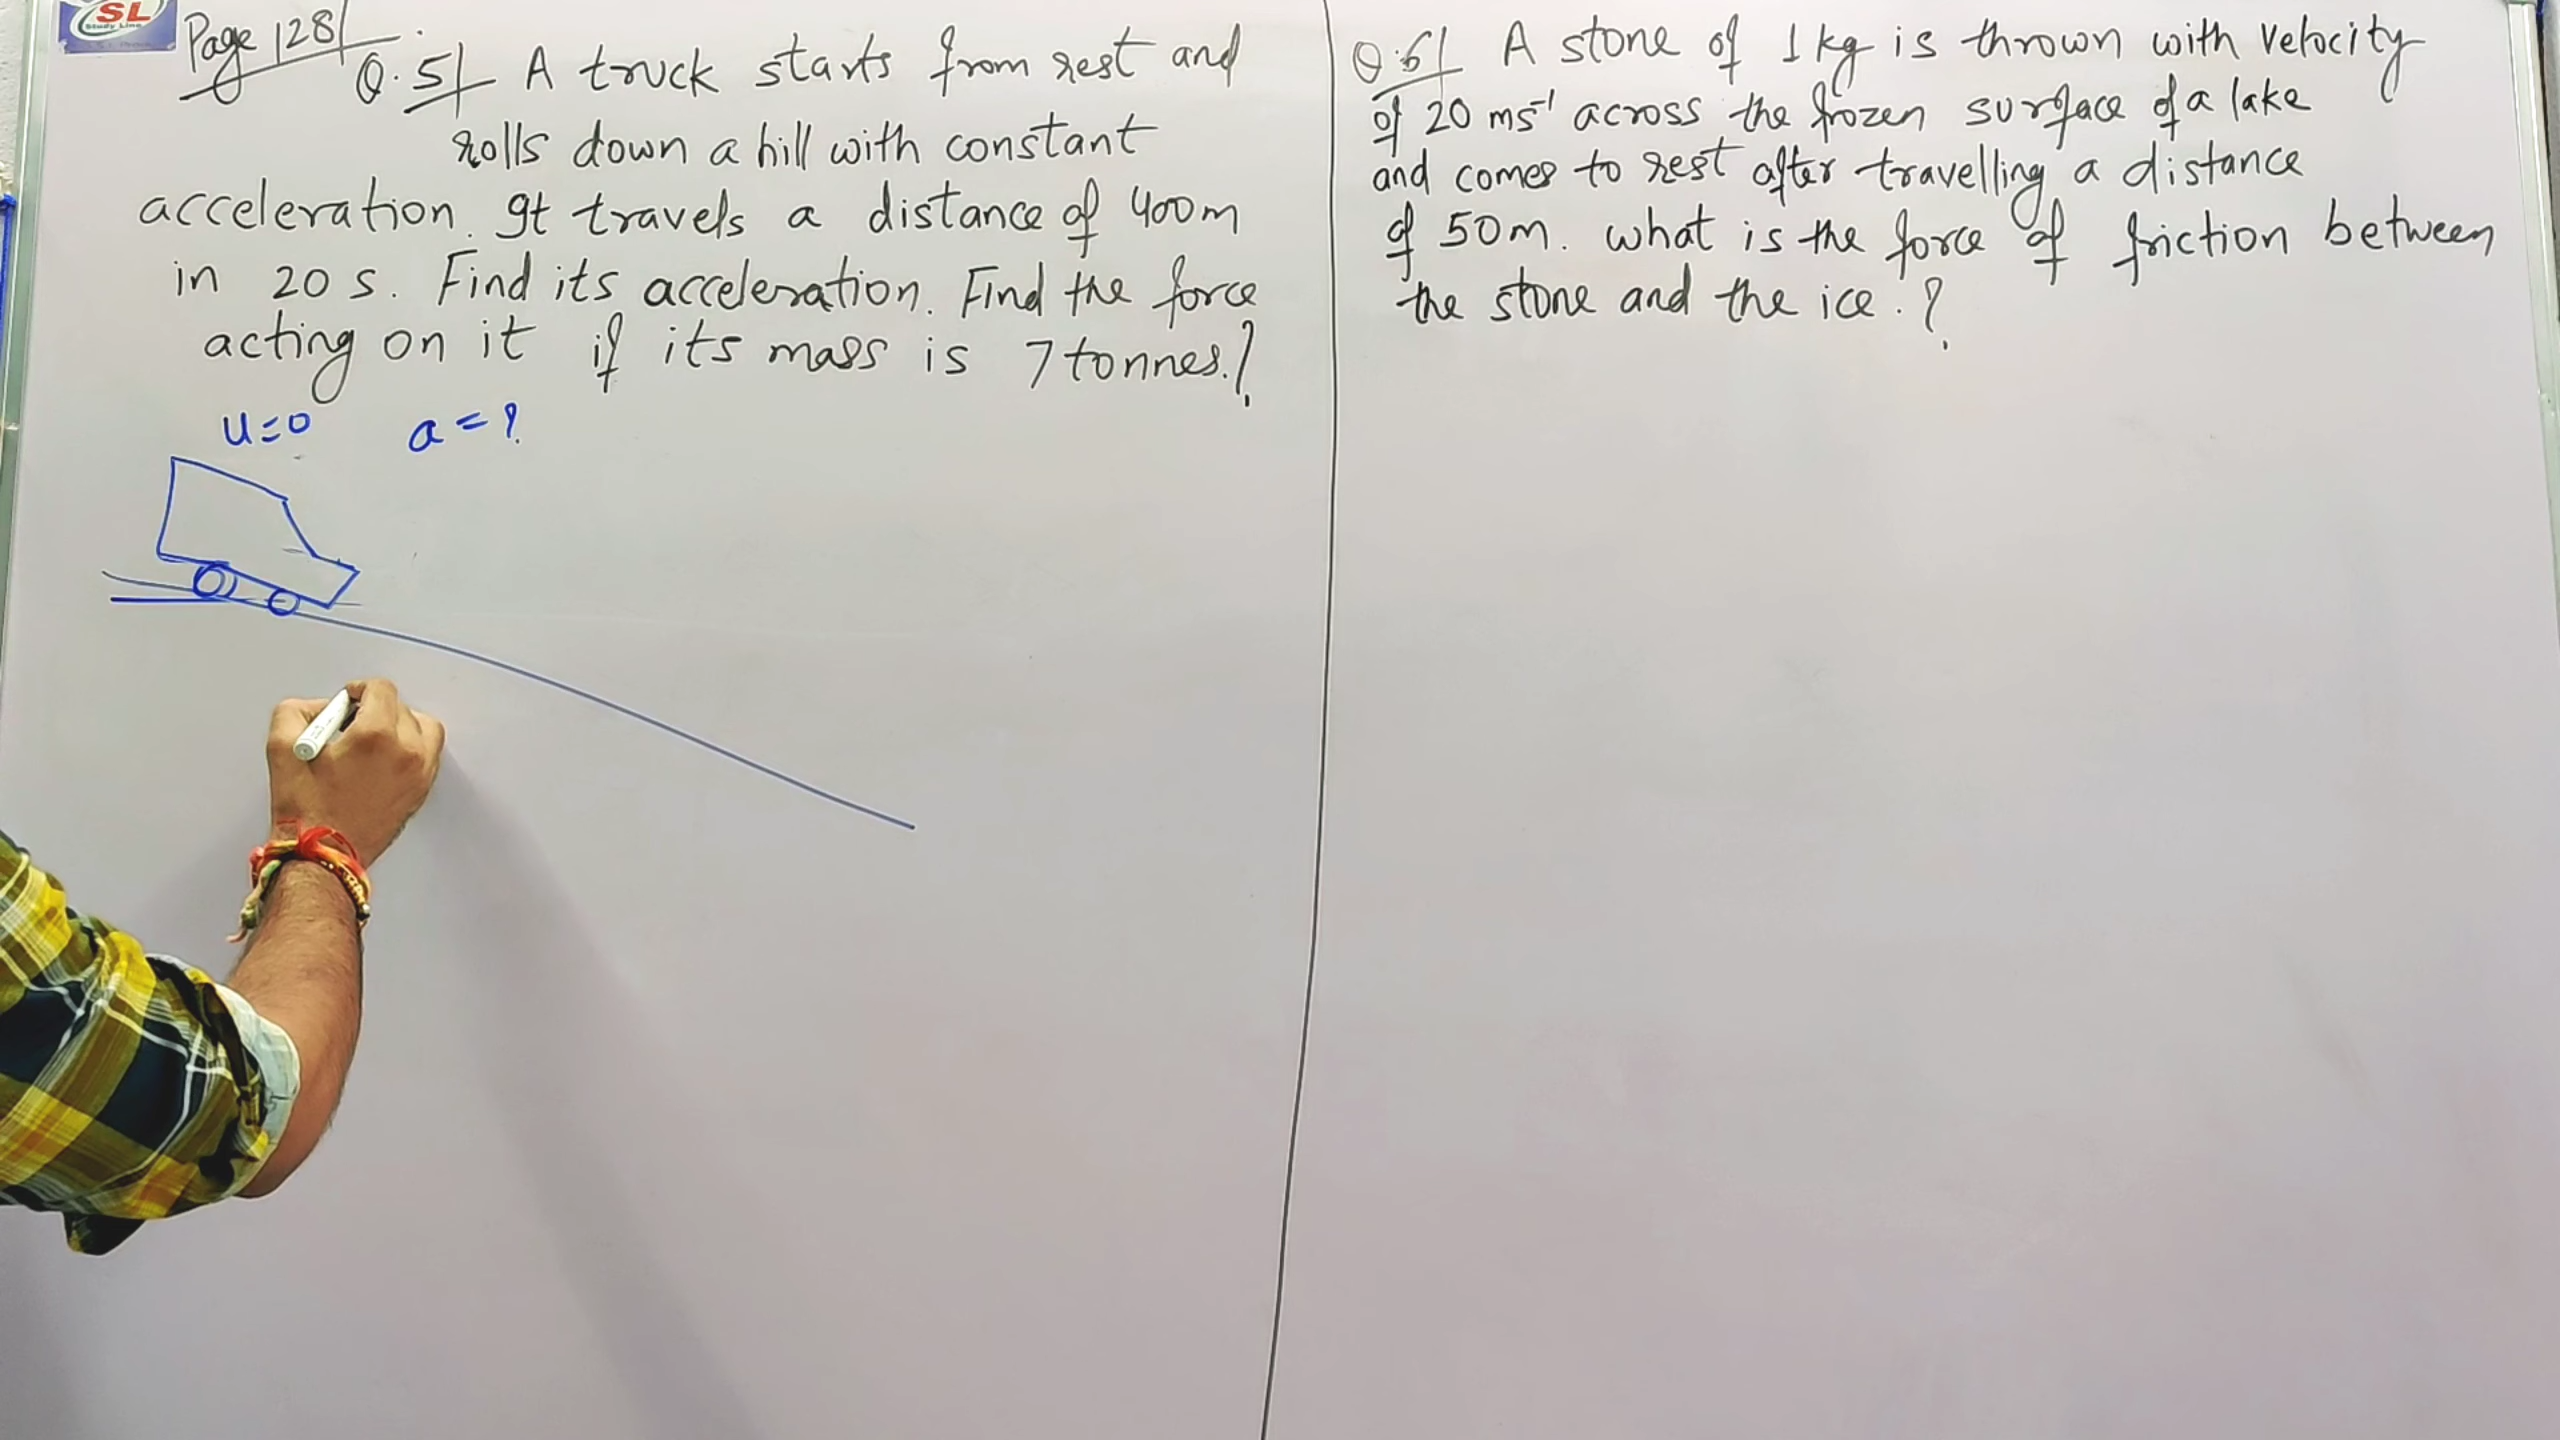 SL
Study Line
Page 128/
Q.5/ A truck starts from rest and
rolls down a hill with constant
acceleration. It travels a distance of 400m
in 20 s. Find its acceleration. Find the force
acting on it if its mass is 7 tonnes.?
u=0 a=?
Q.6/ A stone of 1 kg is thrown with velocity
of 20 ms⁻¹ across the frozen surface of a lake
and comes to rest after travelling a distance
of 50m. What is the force of friction between
the stone and the ice.?